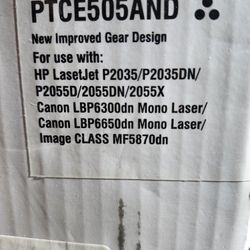 PTCE505AND
New Improved Gear Design
For use with:
HP LasetJet P2035/P2035DN/
P2055D/2055DN/2055X
Canon LBP6300dn Mono Laser/
Canon LBP6650dn Mono Laser/
Image CLASS MF5870dn